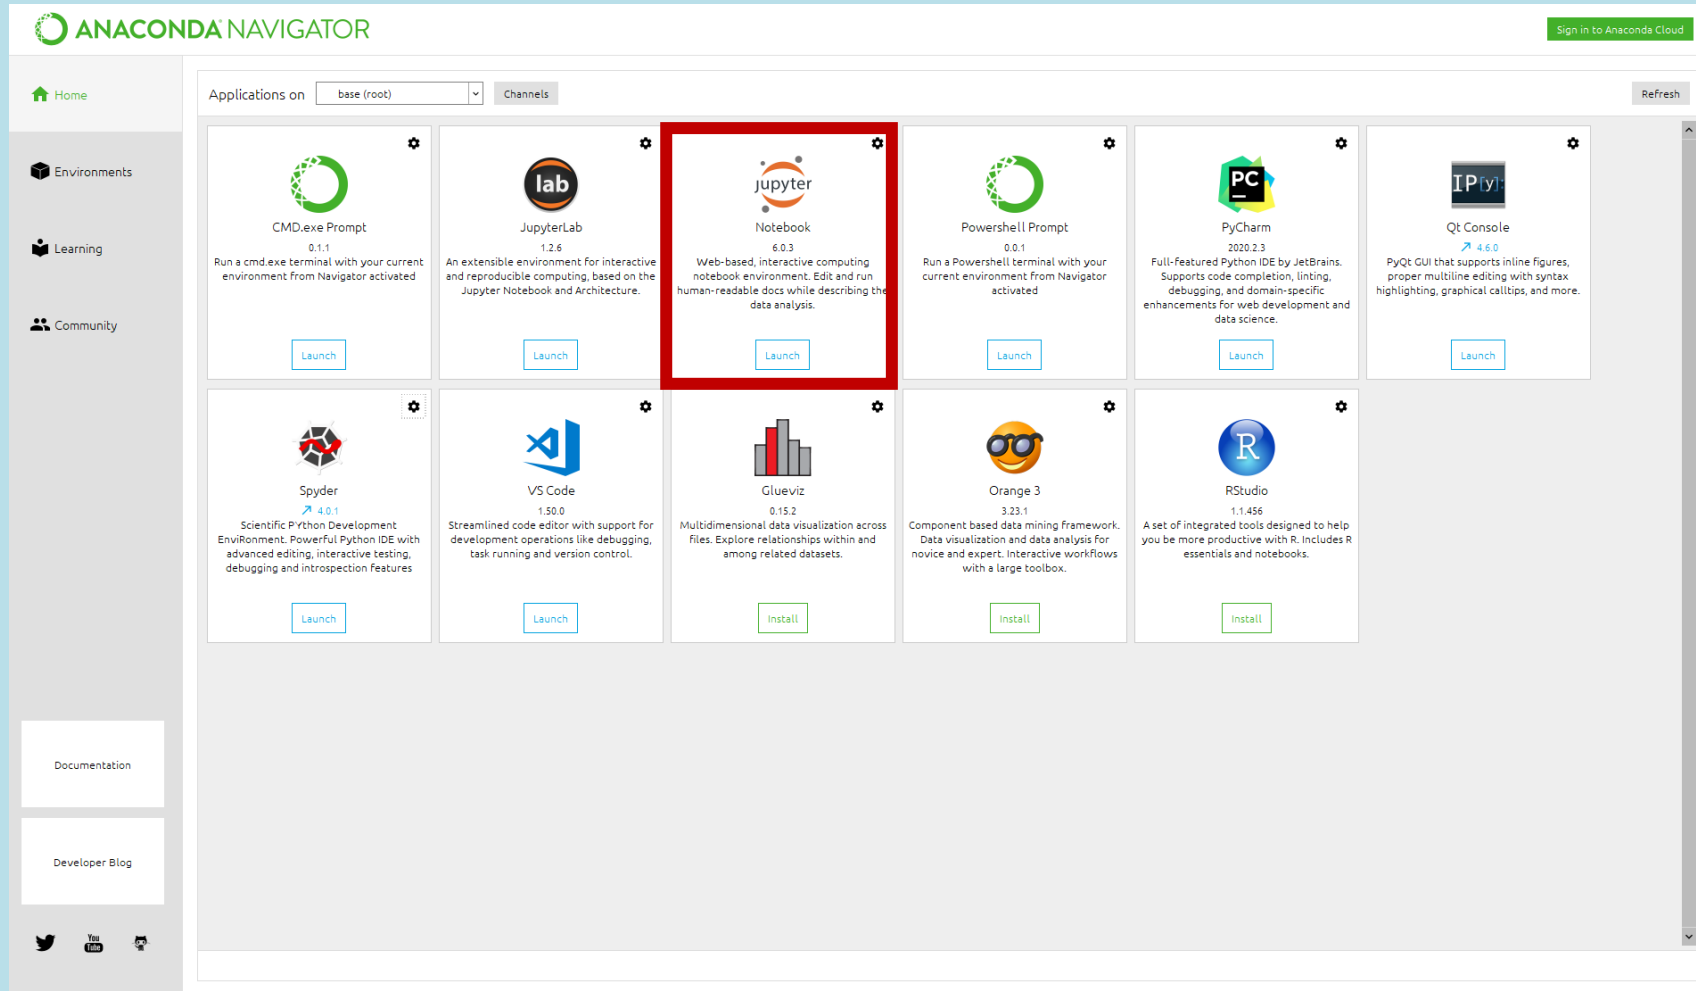 ANACONDA NAVIGATOR
Sign in to Anaconda Cloud
Home
Environments
Learning
Community
Documentation
Developer Blog
You
Tube
Applications on
base (root)
Channels
Refresh
CMD.exe Prompt
0.1.1
Run a cmd.exe terminal with your current
environment from Navigator activated
Launch
lab
JupyterLab
1.2.6
An extensible environment for interactive
and reproducible computing, based on the
Jupyter Notebook and Architecture.
Launch
jupyter
Notebook
6.0.3
Web-based, interactive computing
notebook environment. Edit and run
human-readable docs while describing the
data analysis.
Launch
Powershell Prompt
0.0.1
Run a Powershell terminal with your
current environment from Navigator
activated
Launch
PC
PyCharm
2020.2.3
Full-featured Python IDE by JetBrains.
Supports code completion, linting,
debugging, and domain-specific
enhancements for web development and
data science.
Launch
IP[y]:
Qt Console
4.6.0
PyQt GUI that supports inline figures,
proper multiline editing with syntax
highlighting, graphical calltips, and more.
Launch
Spyder
4.0.1
Scientific PYthon Development
EnviRonment. Powerful Python IDE with
advanced editing, interactive testing,
debugging and introspection features
Launch
VS Code
1.50.0
Streamlined code editor with support for
development operations like debugging,
task running and version control.
Launch
Glueviz
0.15.2
Multidimensional data visualization across
files. Explore relationships within and
among related datasets.
Install
Orange 3
3.23.1
Component based data mining framework.
Data visualization and data analysis for
novice and expert. Interactive workflows
with a large toolbox.
Install
R
RStudio
1.1.456
A set of integrated tools designed to help
you be more productive with R. Includes R
essentials and notebooks.
Install